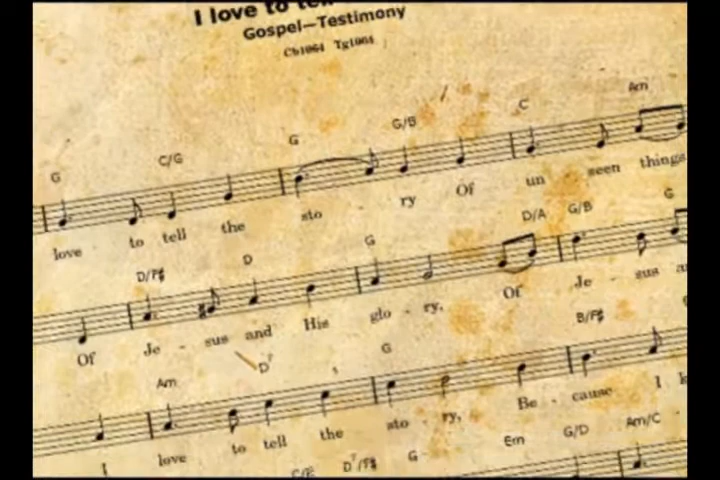 I love to tell
Gospel—Testimony
Cb1064 Tg1064
G C/G G G/B C Am
love to tell the sto - ry Of un - seen things
D/F# D G D/A G/B G
Of Je - sus and His glo - ry, Of Je - sus
Am D7 G B/F#
I love to tell the sto - ry, Be - cause I
C/E D7/F# G Em G/D Am/C